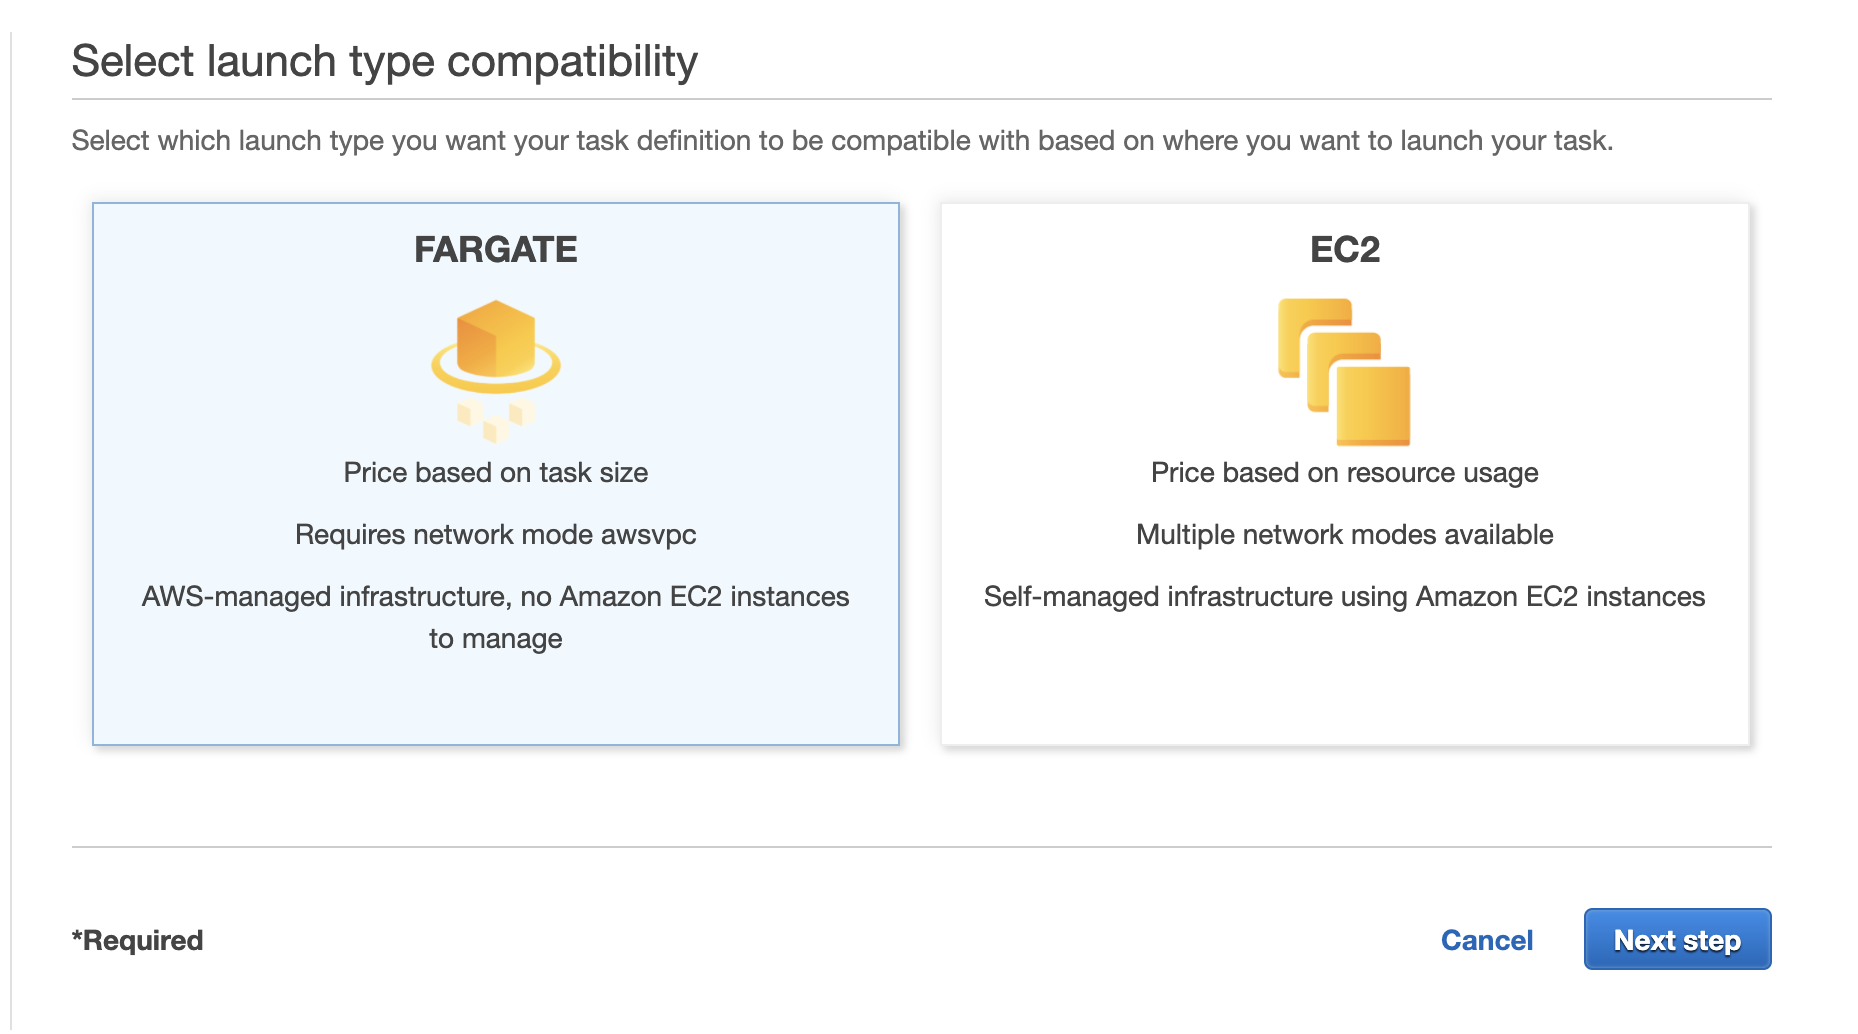 Select launch type compatibility
Select which launch type you want your task definition to be compatible with based on where you want to launch your task.
FARGATE
Price based on task size
Requires network mode awsvpc
AWS-managed infrastructure, no Amazon EC2 instances
to manage
EC2
Price based on resource usage
Multiple network modes available
Self-managed infrastructure using Amazon EC2 instances
*Required
Cancel
Next step